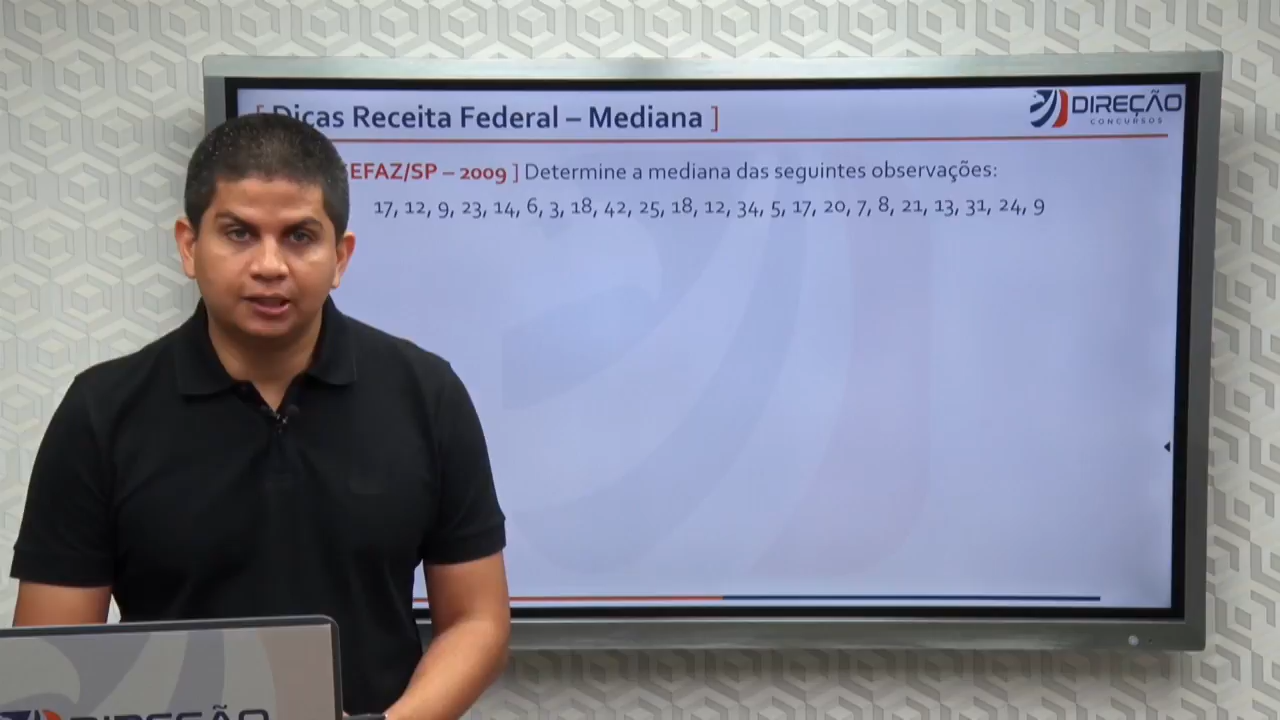 [ Dicas Receita Federal – Mediana ]
DIREÇÃO
CONCURSOS
EFAZ/SP – 2009 ] Determine a mediana das seguintes observações:
17, 12, 9, 23, 14, 6, 3, 18, 42, 25, 18, 12, 34, 5, 17, 20, 7, 8, 21, 13, 31, 24, 9
DIREÇÃO